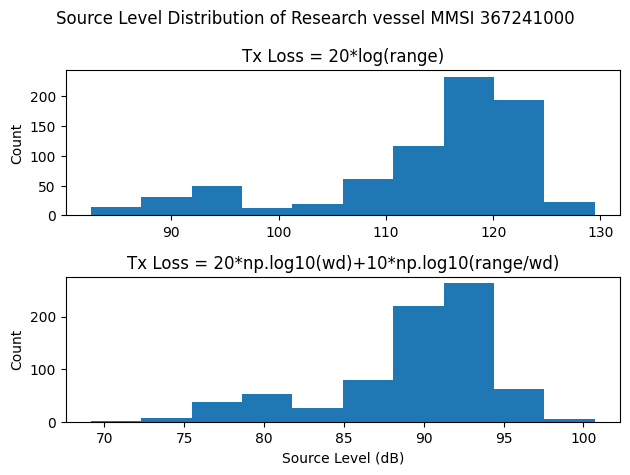 Source Level Distribution of Research vessel MMSI 367241000
Tx Loss = 20*log(range)
200
150
100
50
0
Count
90 100 110 120 130
Tx Loss = 20*np.log10(wd)+10*np.log10(range/wd)
200
100
0
Count
70 75 80 85 90 95 100
Source Level (dB)